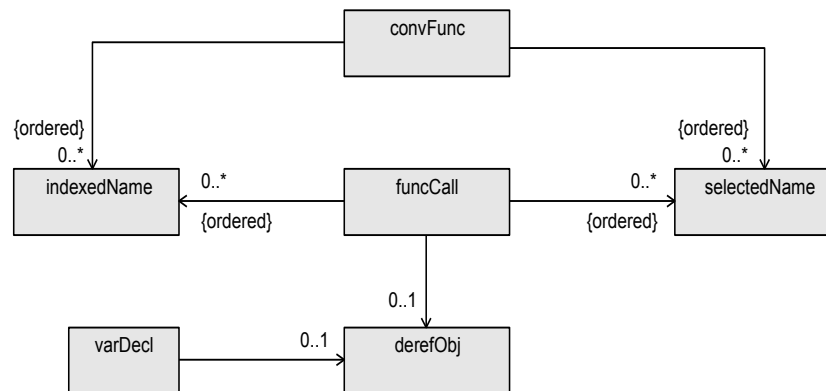 convFunc
{ordered}
0..*
{ordered}
0..*
indexedName
0..*
{ordered}
funcCall
0..*
{ordered}
selectedName
0..1
varDecl
0..1
derefObj